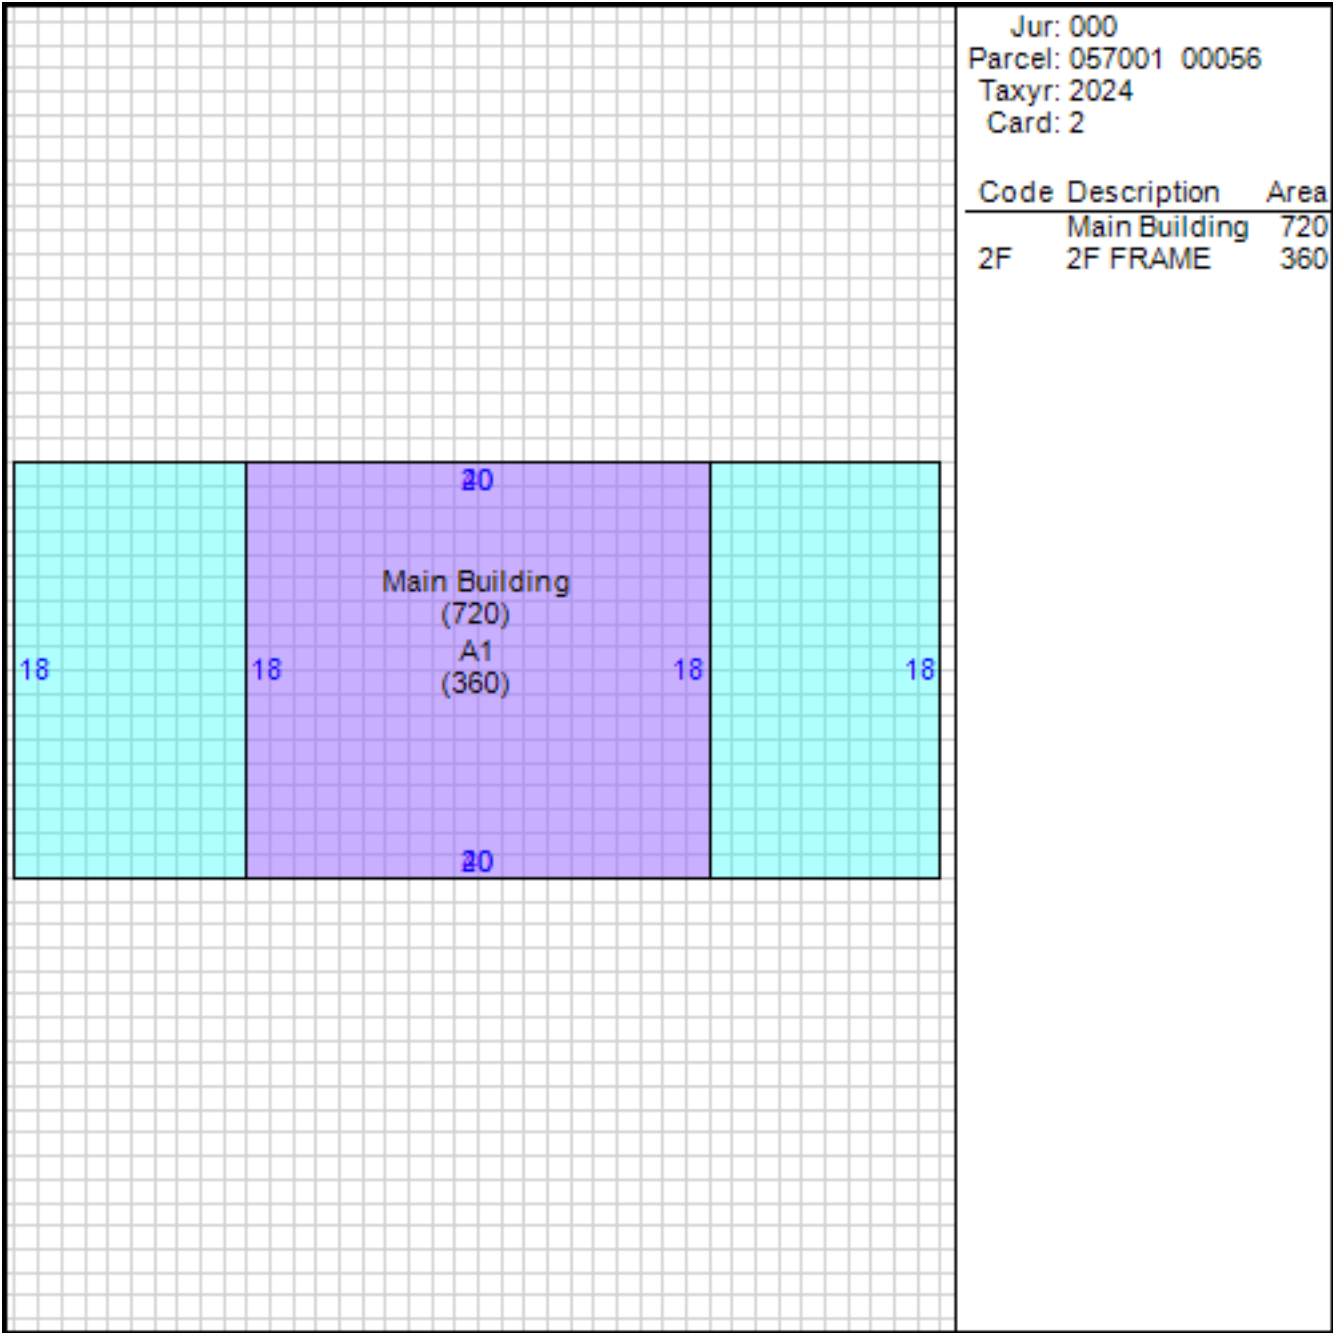 Jur: 000
Parcel: 057001 00056
Taxyr: 2024
Card: 2
Code Description Area
Main Building 720
2F 2F FRAME 360
Main Building
(720)
A1
(360)
18 18 18 18